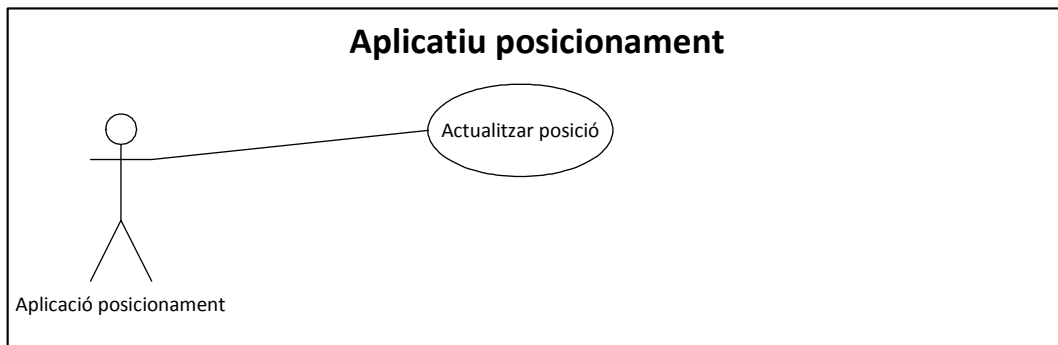 Aplicatiu posicionament
Actualitzar posició
Aplicació posicionament